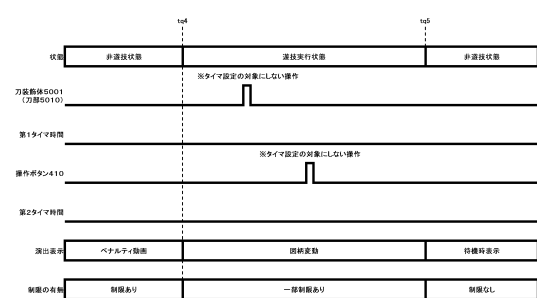 tq4
tq5
状態
非遊技状態
遊技実行状態
非遊技状態
※タイマ設定の対象にしない操作
刀装飾体5001
(刀部5010)
第1タイマ時間
※タイマ設定の対象にしない操作
操作ボタン410
第2タイマ時間
演出表示
ペナルティ動画
図柄変動
待機時表示
制限の有無
制限あり
一部制限あり
制限なし